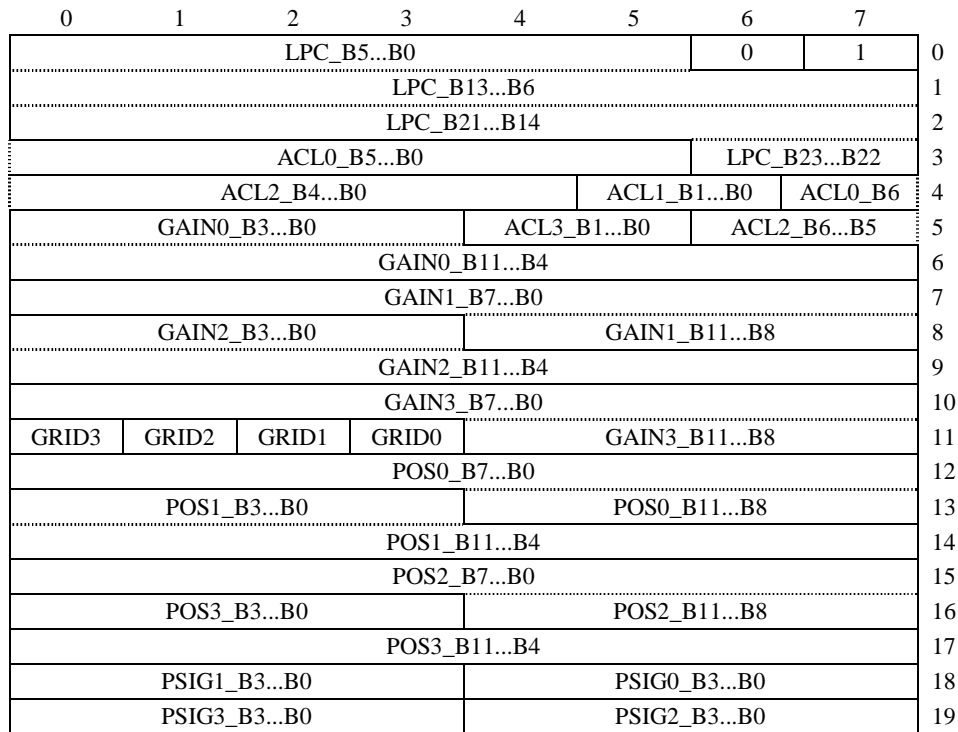 0 1 2 3 4 5 6 7
LPC_B5...B0 0 1 0
LPC_B13...B6 1
LPC_B21...B14 2
ACL0_B5...B0 LPC_B23...B22 3
ACL2_B4...B0 ACL1_B1...B0 ACL0_B6 4
GAIN0_B3...B0 ACL3_B1...B0 ACL2_B6...B5 5
GAIN0_B11...B4 6
GAIN1_B7...B0 7
GAIN2_B3...B0 GAIN1_B11...B8 8
GAIN2_B11...B4 9
GAIN3_B7...B0 10
GRID3 GRID2 GRID1 GRID0 GAIN3_B11...B8 11
POS0_B7...B0 12
POS1_B3...B0 POS0_B11...B8 13
POS1_B11...B4 14
POS2_B7...B0 15
POS3_B3...B0 POS2_B11...B8 16
POS3_B11...B4 17
PSIG1_B3...B0 PSIG0_B3...B0 18
PSIG3_B3...B0 PSIG2_B3...B0 19